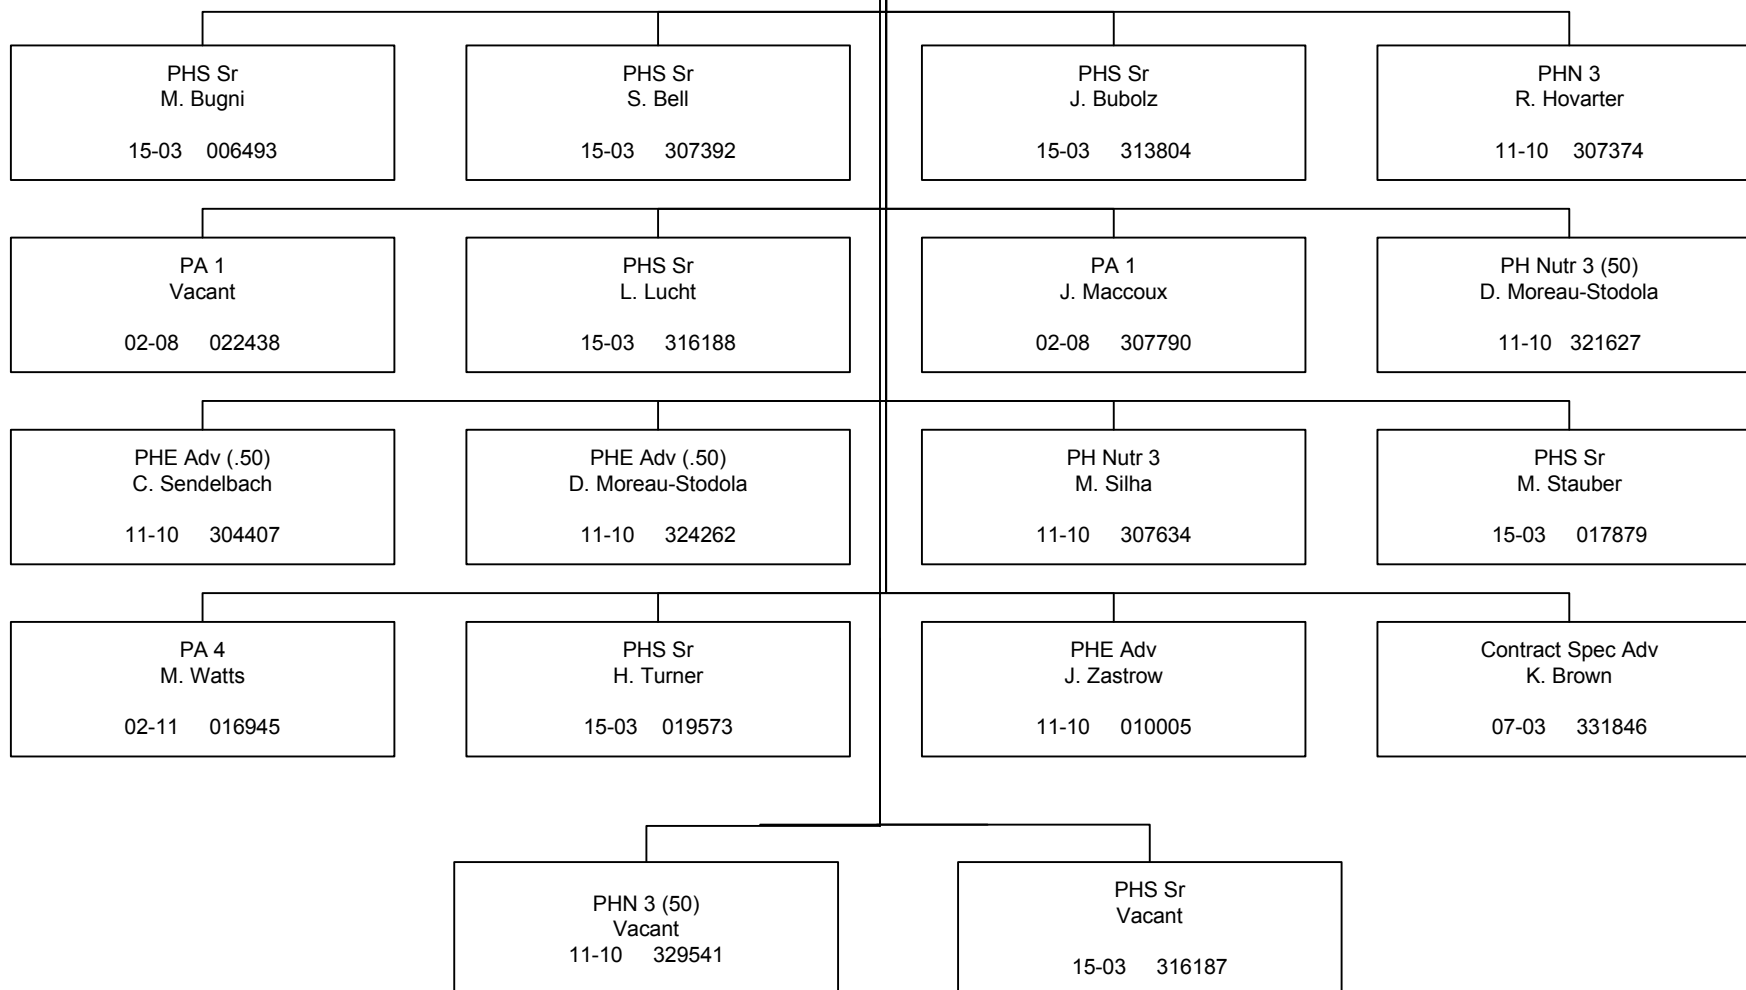 PHS Sr
M. Bugni
15-03 006493
PHS Sr
S. Bell
15-03 307392
PHS Sr
J. Bubolz
15-03 313804
PHN 3
R. Hovarter
11-10 307374
PA 1
Vacant
02-08 022438
PHS Sr
L. Lucht
15-03 316188
PA 1
J. Maccoux
02-08 307790
PH Nutr 3 (50)
D. Moreau-Stodola
11-10 321627
PHE Adv (.50)
C. Sendelbach
11-10 304407
PHE Adv (.50)
D. Moreau-Stodola
11-10 324262
PH Nutr 3
M. Silha
11-10 307634
PHS Sr
M. Stauber
15-03 017879
PA 4
M. Watts
02-11 016945
PHS Sr
H. Turner
15-03 019573
PHE Adv
J. Zastrow
11-10 010005
Contract Spec Adv
K. Brown
07-03 331846
PHN 3 (50)
Vacant
11-10 329541
PHS Sr
Vacant
15-03 316187